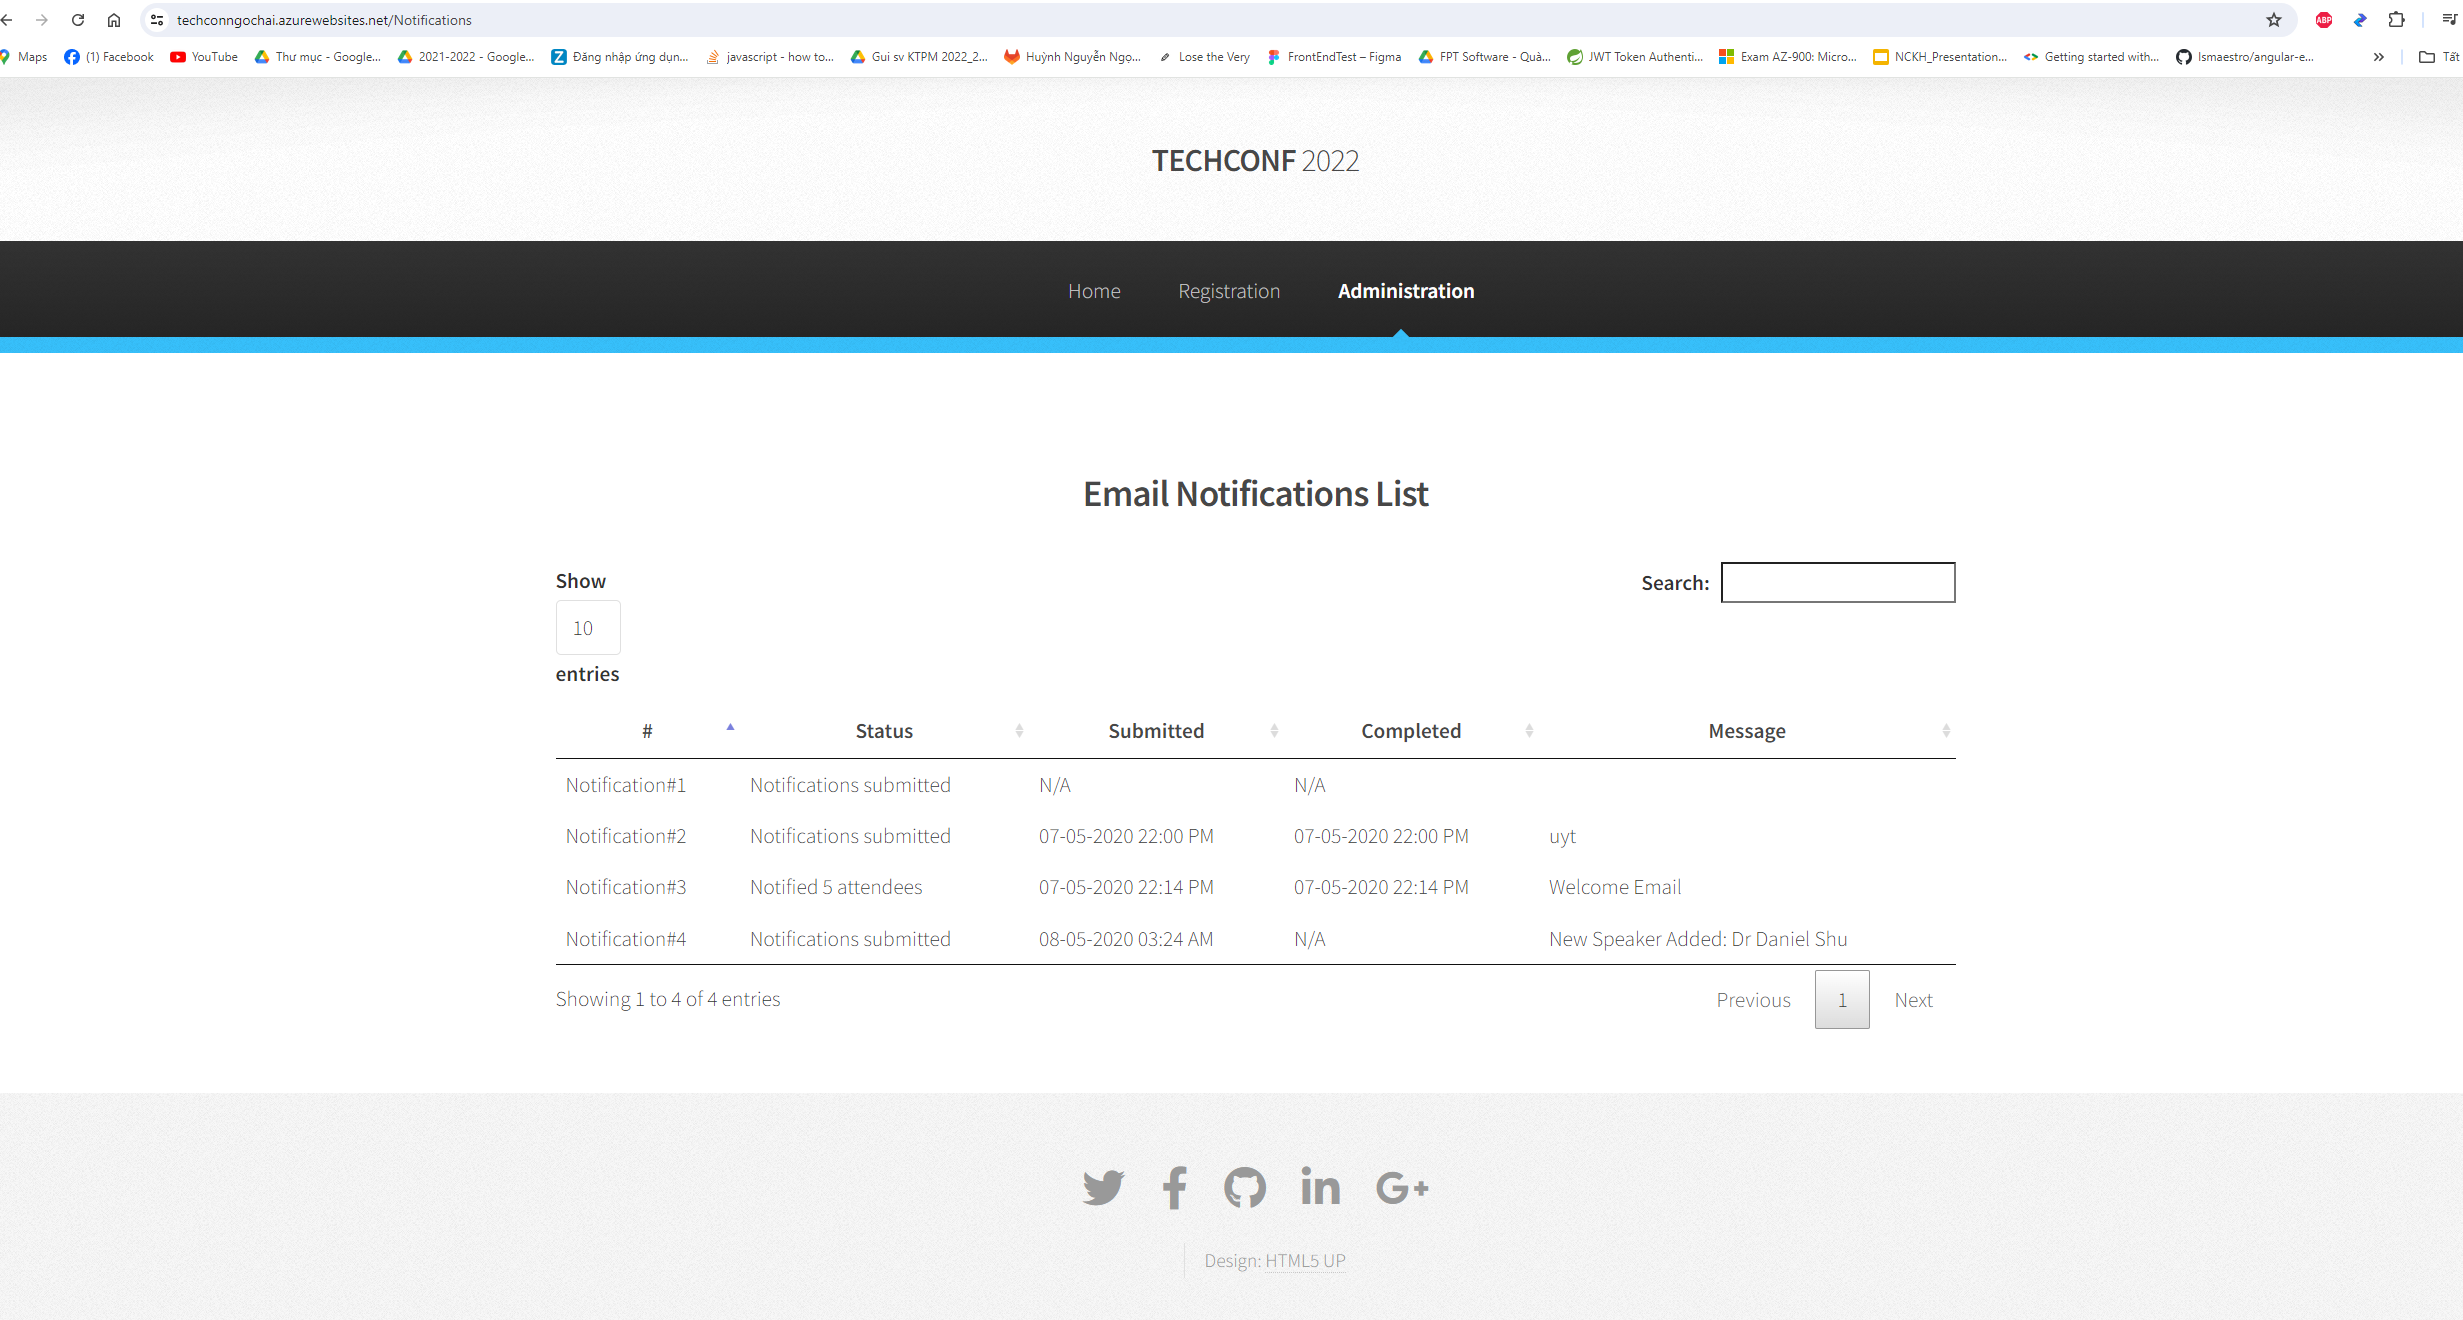 techconngochai.azurewebsites.net/Notifications
Maps (1) Facebook YouTube Thư mục - Google... 2021-2022 - Google... Đăng nhập ứng dụn... javascript - how to... Gui sv KTPM 2022_2... Huỳnh Nguyễn Ngọ... Lose the Very FrontEndTest – Figma FPT Software - Quà... JWT Token Authenti... Exam AZ-900: Micro... NCKH_Presentation... Getting started with... Ismaestro/angular-e... » Tất
TECHCONF 2022
Home Registration Administration
Email Notifications List
Show
Search:
10
entries
# Status Submitted Completed Message
Notification#1 Notifications submitted N/A N/A
Notification#2 Notifications submitted 07-05-2020 22:00 PM 07-05-2020 22:00 PM uyt
Notification#3 Notified 5 attendees 07-05-2020 22:14 PM 07-05-2020 22:14 PM Welcome Email
Notification#4 Notifications submitted 08-05-2020 03:24 AM N/A New Speaker Added: Dr Daniel Shu
Showing 1 to 4 of 4 entries Previous 1 Next
Design: HTML5 UP